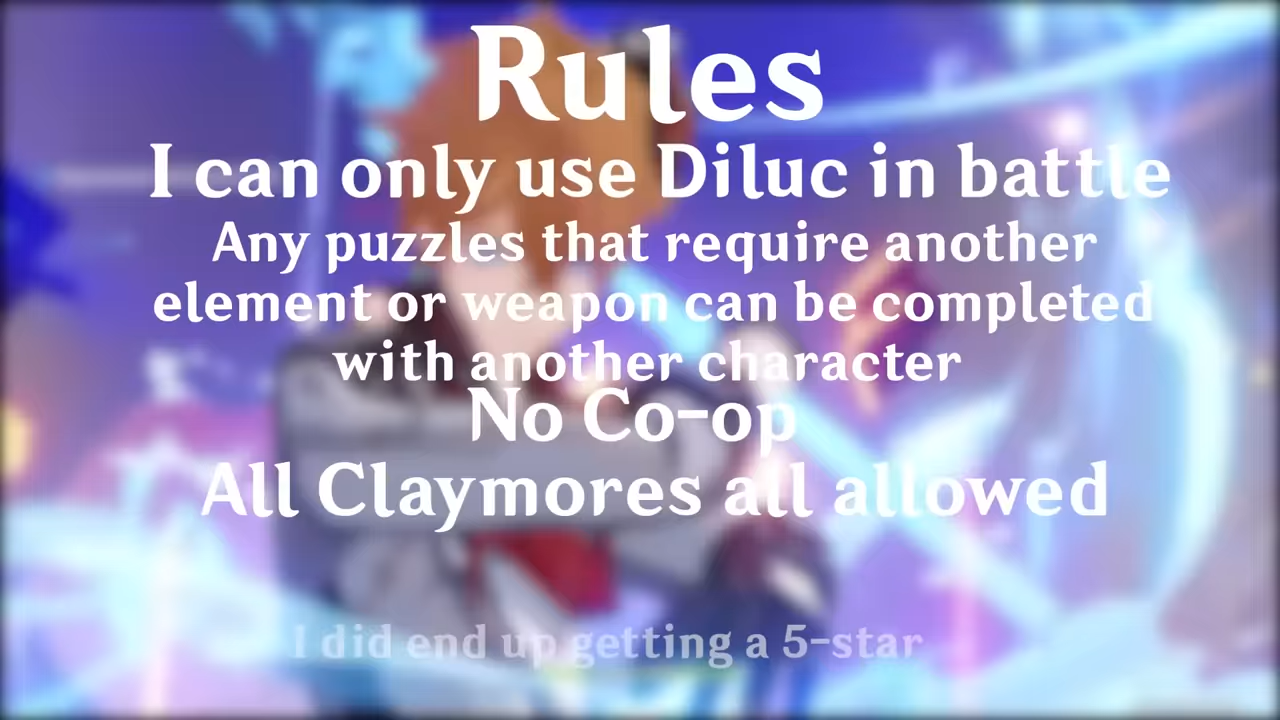 Rules
I can only use Diluc in battle
Any puzzles that require another
element or weapon can be completed
with another character
No Co-op
All Claymores all allowed
I did end up getting a 5-star